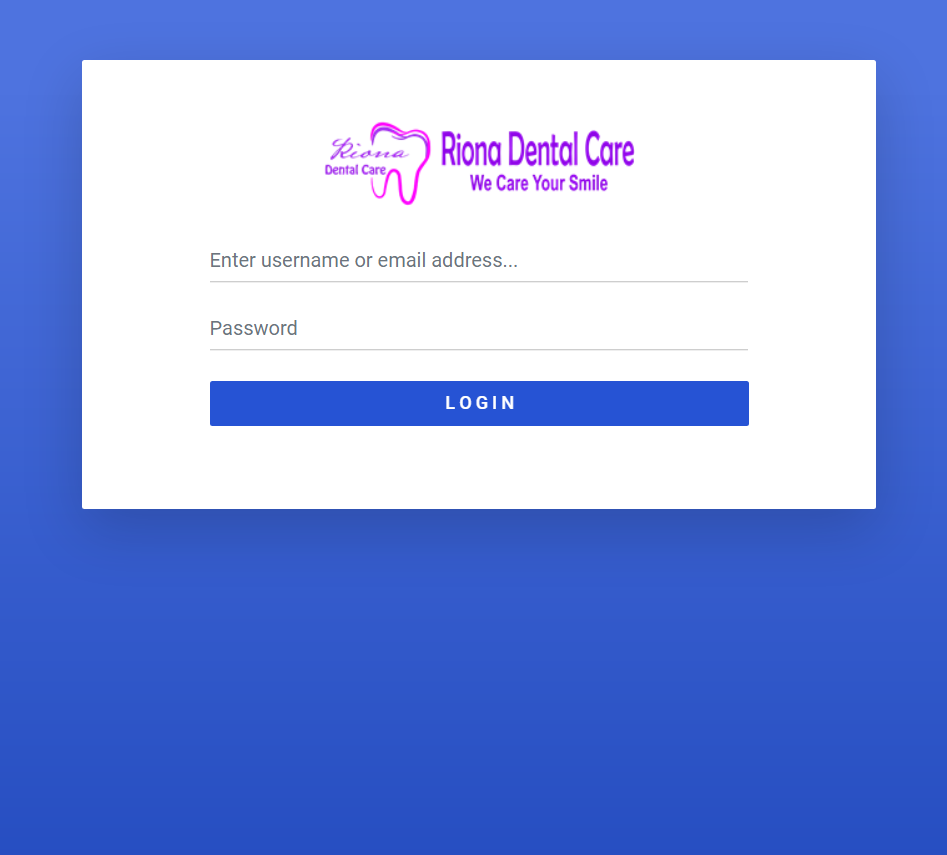 Riona
Dental Care
Riona Dental Care
We Care Your Smile
Enter username or email address...
Password
LOGIN